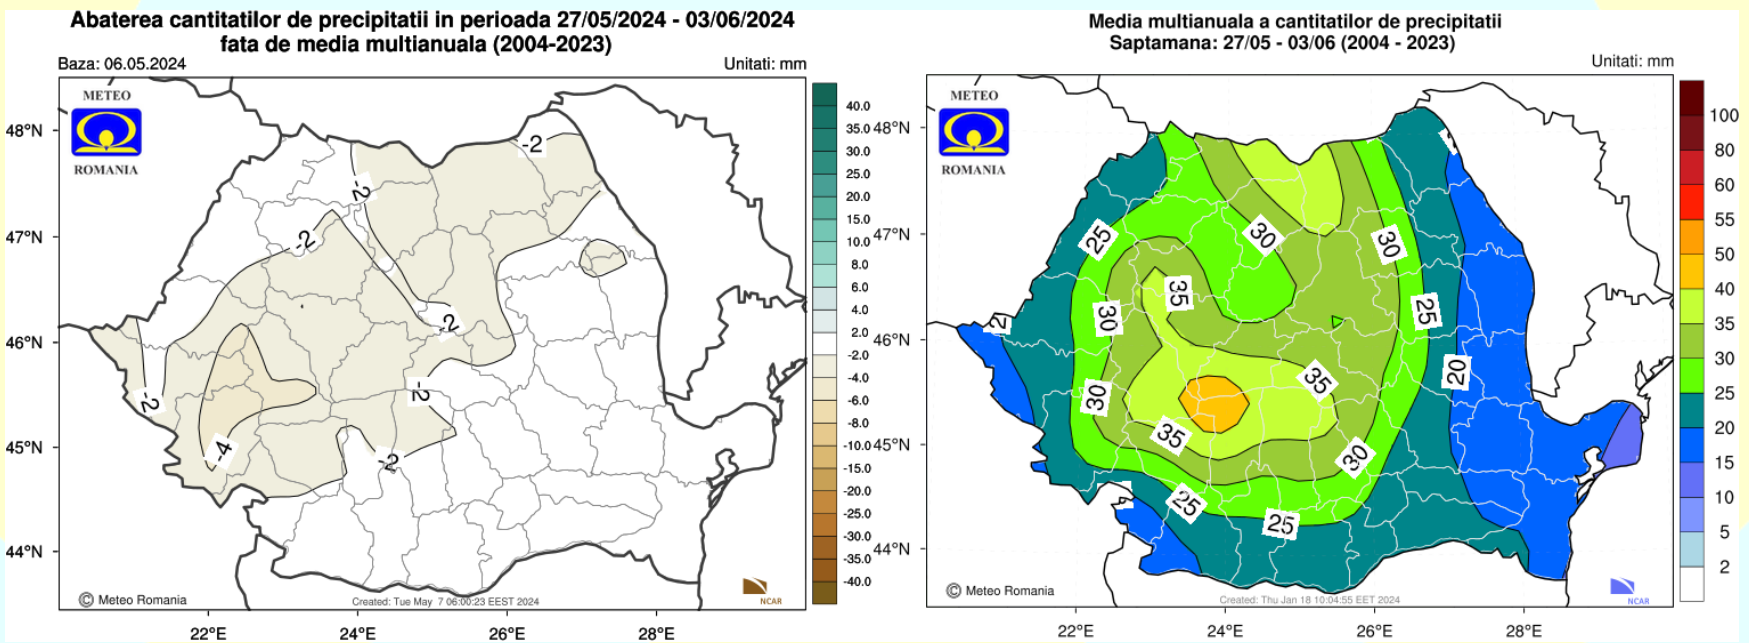 Abaterea cantitatilor de precipitatii in perioada 27/05/2024 - 03/06/2024
fata de media multianuala (2004-2023)
Baza: 06.05.2024
Unitati: mm
METEO
ROMANIA
48°N
47°N
46°N
45°N
44°N
-2
-2
-2
-2
-2
-2
-2
-4
40.0
35.0
30.0
25.0
20.0
15.0
10.0
8.0
6.0
4.0
2.0
-2.0
-4.0
-6.0
-8.0
-10.0
-15.0
-20.0
-25.0
-30.0
-35.0
-40.0
© Meteo Romania
Created: Tue May 7 06:00:23 EEST 2024
NCAR
22°E
24°E
26°E
28°E
Media multianuala a cantitatilor de precipitatii
Saptamana: 27/05 - 03/06 (2004 - 2023)
Unitati: mm
METEO
ROMANIA
48°N
47°N
46°N
45°N
44°N
25
30
30
35
30
25
2
20
30
35
35
30
25
25
100
80
60
55
50
40
35
30
25
20
15
10
5
2
© Meteo Romania
Created: Thu Jan 18 10:04:55 EET 2024
NCAR
22°E
24°E
26°E
28°E